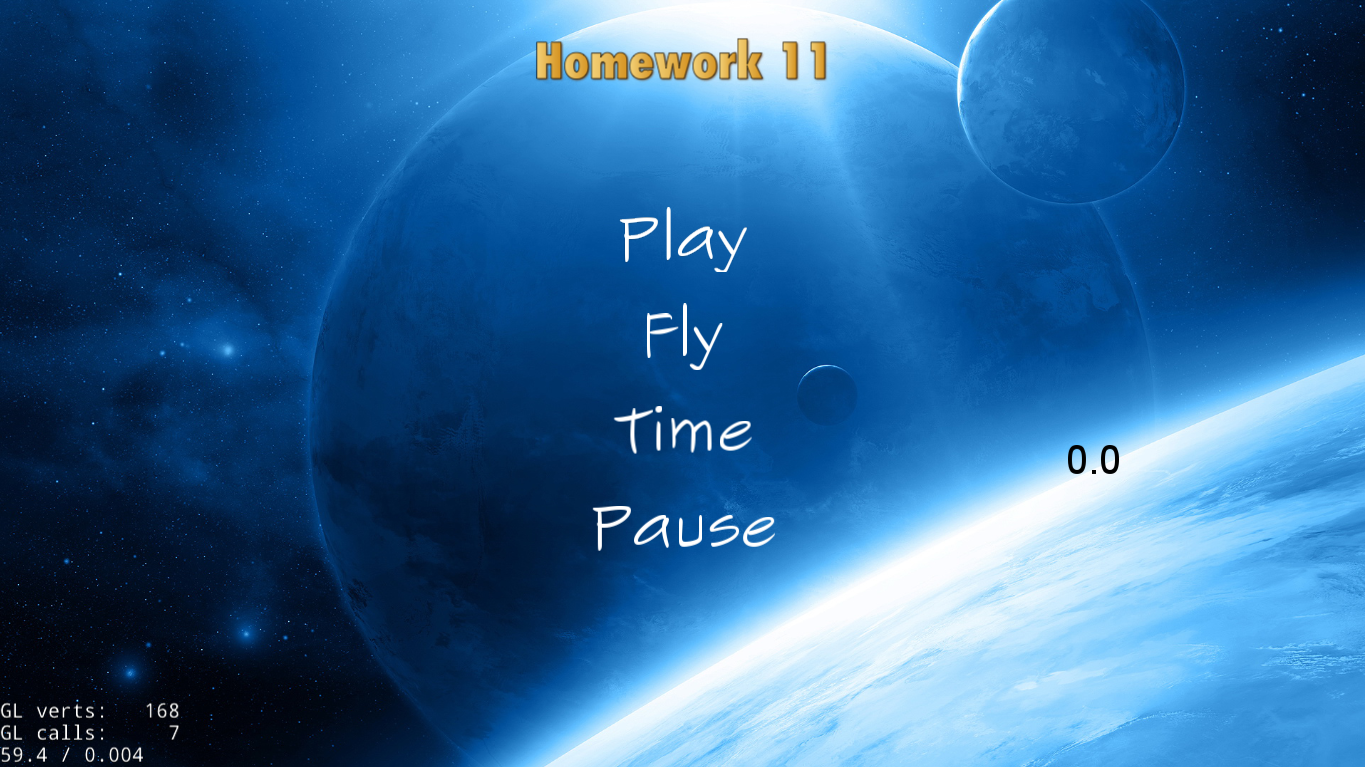 Homework 11
Play
Fly
Time
0.0
Pause
GL verts: 168
GL calls: 7
59.4 / 0.004